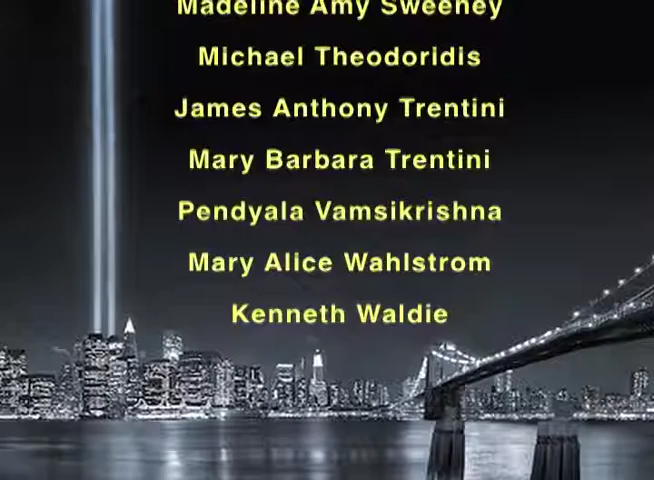 Madeline Amy Sweeney
Michael Theodoridis
James Anthony Trentini
Mary Barbara Trentini
Pendyala Vamsikrishna
Mary Alice Wahlstrom
Kenneth Waldie